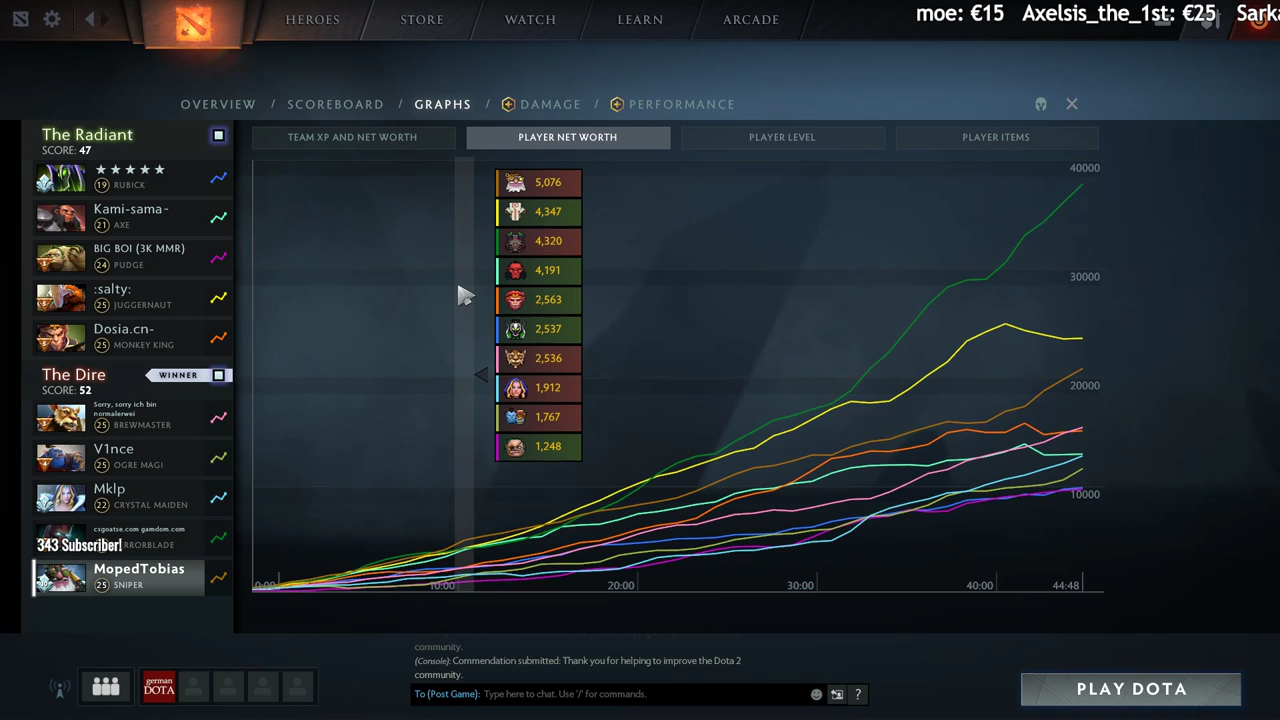 moe: €15 Axelsis_the_1st: €25 Sark
HEROES STORE WATCH LEARN ARCADE
OVERVIEW / SCOREBOARD / GRAPHS / DAMAGE / PERFORMANCE
TEAM XP AND NET WORTH PLAYER NET WORTH PLAYER LEVEL PLAYER ITEMS
The Radiant
SCORE: 47
★ ★ ★ ★ ★
19 RUBICK
Kami-sama~
21 AXE
BIG BOI (3K MMR)
24 PUDGE
:salty:
25 JUGGERNAUT
Dosia.cn-
25 MONKEY KING
The Dire
WINNER
SCORE: 52
Sorry, sorry ich bin
normalerwei
25 BREWMASTER
V1nce
25 OGRE MAGI
Mklp
22 CRYSTAL MAIDEN
csgoatse.com gamdom.com
343 Subscriber!
RRORBLADE
MopedTobias
25 SNIPER
5,076
4,347
4,320
4,191
2,563
2,537
2,536
1,912
1,767
1,248
40000
30000
20000
10000
0:00 10:00 20:00 30:00 40:00 44:48
community.
(Console): Commendation submitted: Thank you for helping to improve the Dota 2
community.
To (Post Game): Type here to chat. Use '/' for commands.
?
german
DOTA
PLAY DOTA